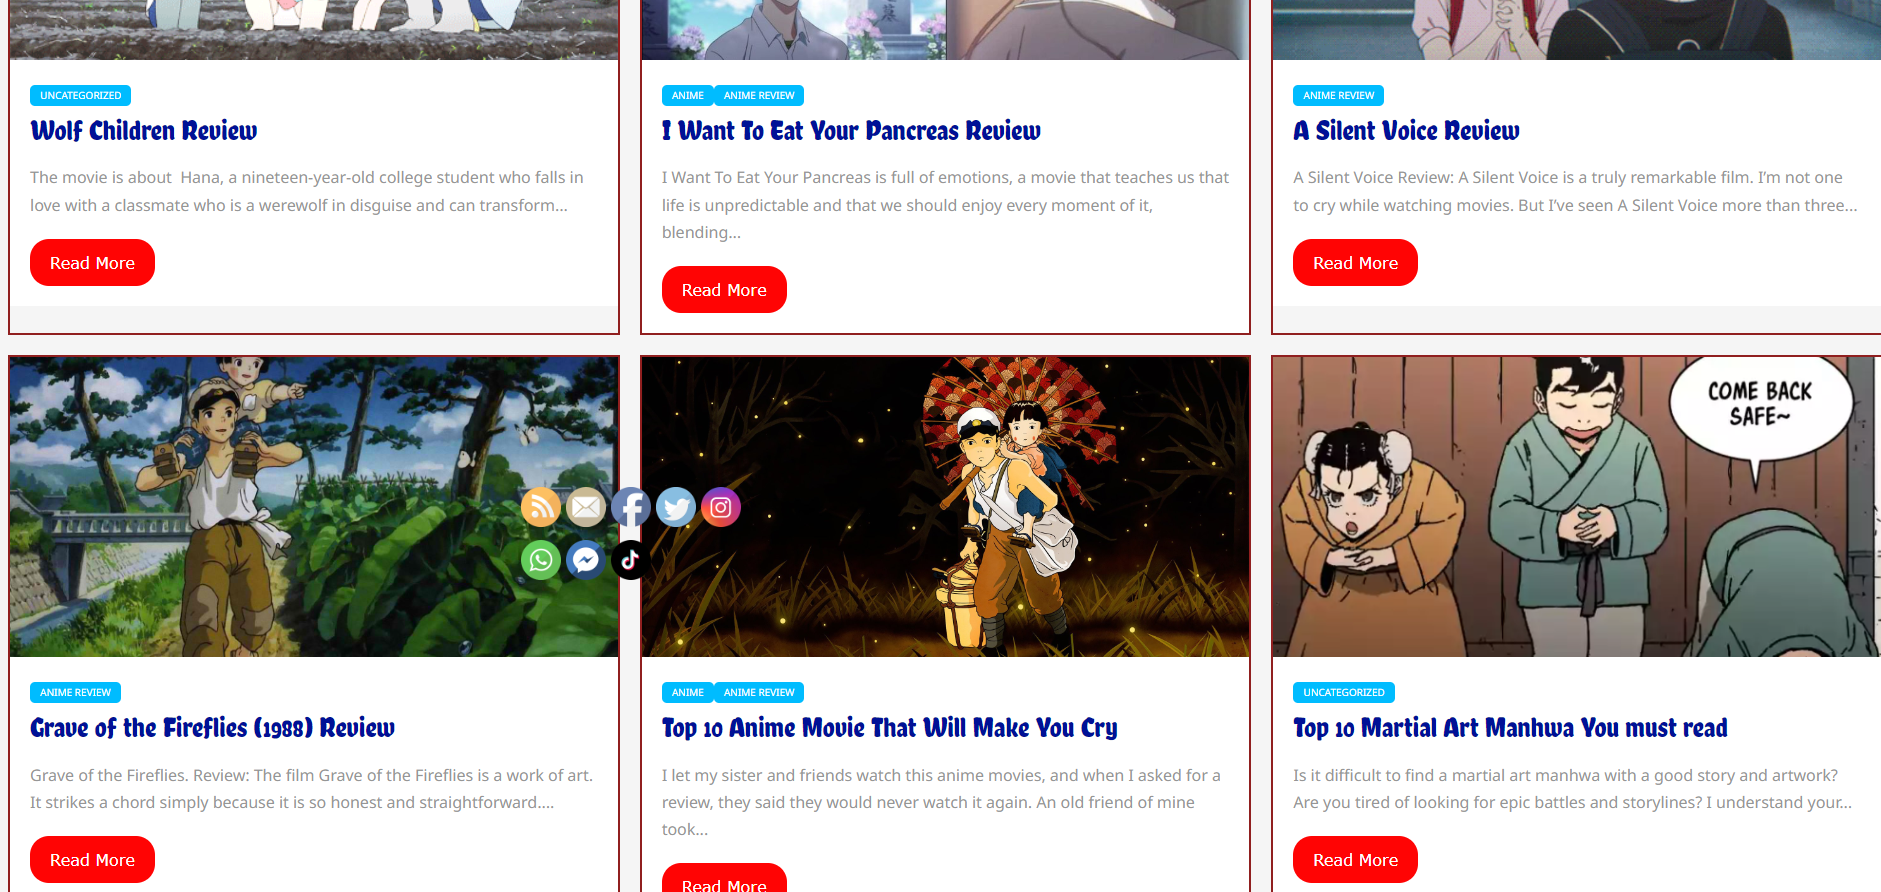 UNCATEGORIZED
Wolf Children Review
The movie is about  Hana, a nineteen-year-old college student who falls in
love with a classmate who is a werewolf in disguise and can transform...
Read More
ANIME ANIME REVIEW
I Want To Eat Your Pancreas Review
I Want To Eat Your Pancreas is full of emotions, a movie that teaches us that
life is unpredictable and that we should enjoy every moment of it,
blending...
Read More
ANIME REVIEW
A Silent Voice Review
A Silent Voice Review: A Silent Voice is a truly remarkable film. I’m not one
to cry while watching movies. But I’ve seen A Silent Voice more than three...
Read More
ANIME REVIEW
Grave of the Fireflies (1988) Review
Grave of the Fireflies. Review: The film Grave of the Fireflies is a work of art.
It strikes a chord simply because it is so honest and straightforward....
Read More
ANIME ANIME REVIEW
Top 10 Anime Movie That Will Make You Cry
I let my sister and friends watch this anime movies, and when I asked for a
review, they said they would never watch it again. An old friend of mine
took...
Read More
COME BACK
SAFE~
UNCATEGORIZED
Top 10 Martial Art Manhwa You must read
Is it difficult to find a martial art manhwa with a good story and artwork?
Are you tired of looking for epic battles and storylines? I understand your...
Read More